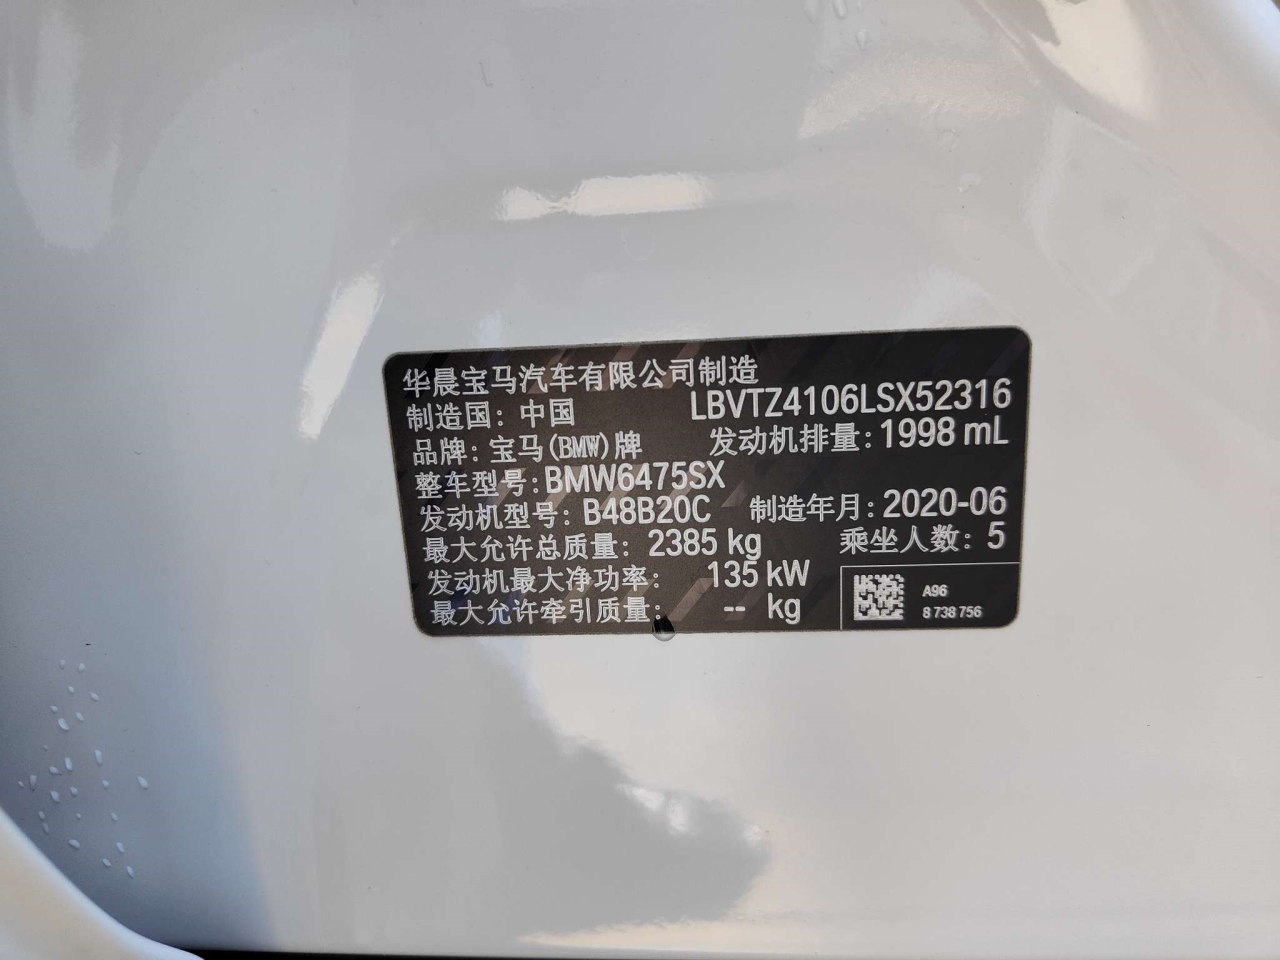 华晨宝马汽车有限公司制造
制造国：中国 LBVTZ4106LSX52316
品牌：宝马(BMW)牌 发动机排量：1998 mL
整车型号：BMW6475SX
发动机型号：B48B20C 制造年月：2020-06
最大允许总质量：2385 kg 乘坐人数：5
发动机最大净功率：135 kW
最大允许牵引质量：-- kg
A96
8 738 756